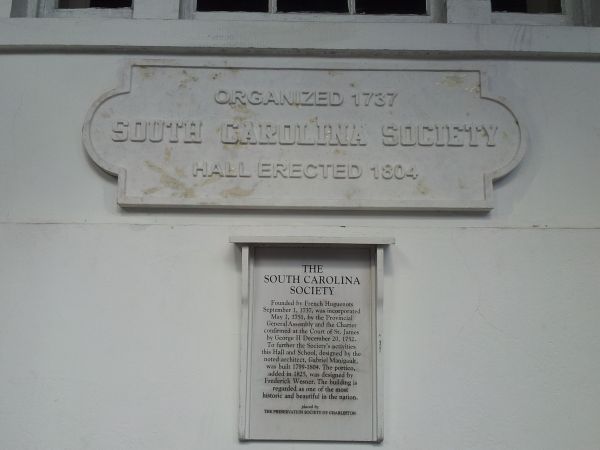 ORGANIZED 1737
SOUTH CAROLINA SOCIETY
HALL ERECTED 1804
THE
SOUTH CAROLINA
SOCIETY
Founded by French Huguenots
September 1, 1737, was incorporated
May 1, 1751, by the Provincial
General Assembly and the Charter
confirmed at the Court of St. James
by George II December 20, 1752.
To further the Society's activities
this Hall and School, designed by the
noted architect, Gabriel Manigault,
was built 1799-1804. The portico,
added in 1825, was designed by
Frederick Wesner. The building is
regarded as one of the most
historic and beautiful in the nation.
placed by
THE PRESERVATION SOCIETY OF CHARLESTON